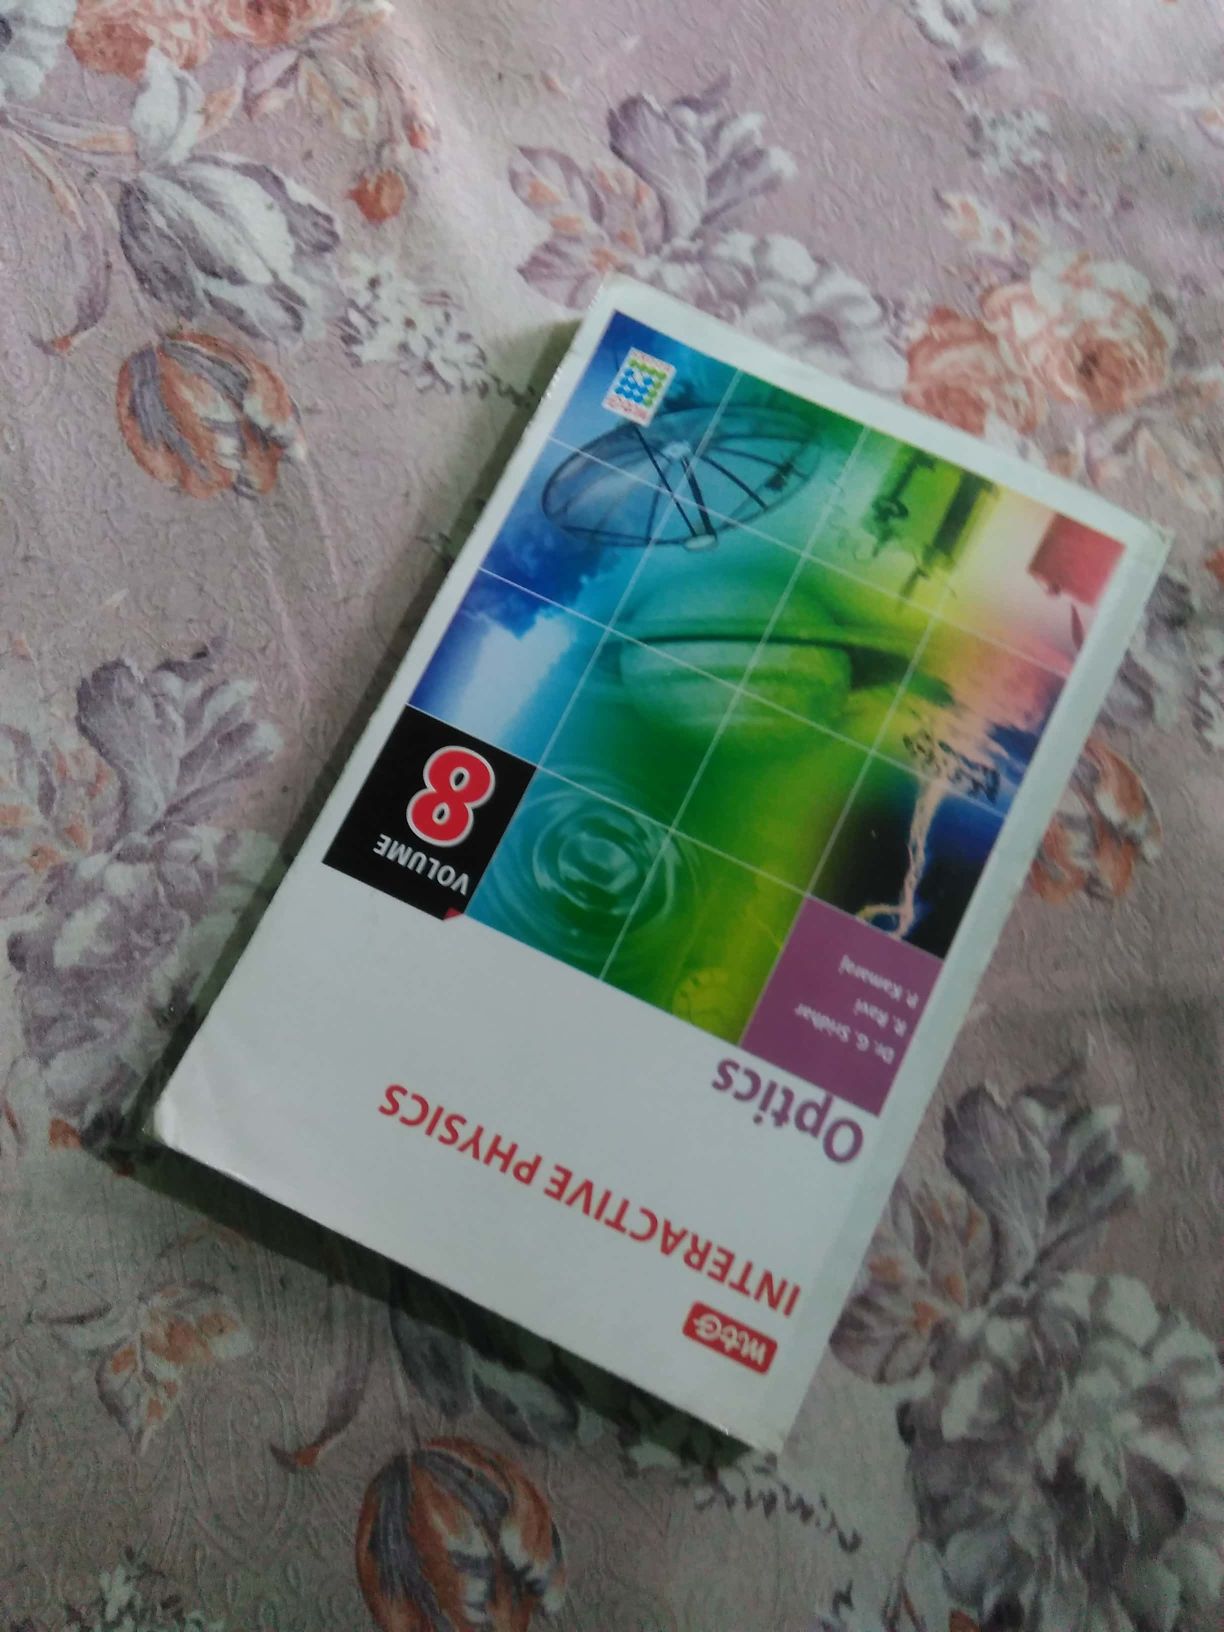 mtG
INTERACTIVE PHYSICS
Optics
Dr. G. Sridhar
R. Ravi
P. Kamaraj
VOLUME
8